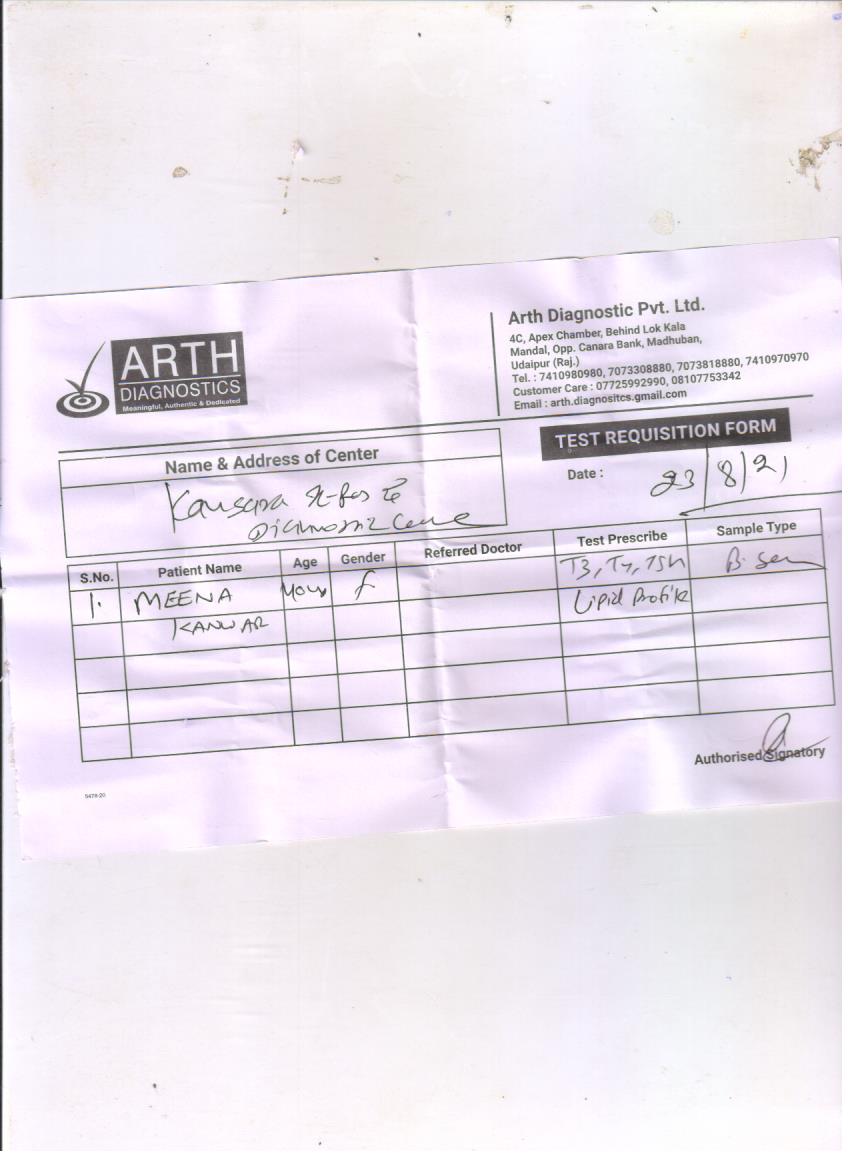 ARTH
DIAGNOSTICS
Meaningful, Authentic & Dedicated
Arth Diagnostic Pvt. Ltd.
4C, Apex Chamber, Behind Lok Kala
Mandal, Opp. Canara Bank, Madhuban,
Udaipur (Raj.)
Tel. : 7410980980, 7073308880, 7073818880, 7410970970
Customer Care : 07725992990, 08107753342
Email : arth.diagnositcs.gmail.com
TEST REQUISITION FORM
Date : 23/8/21
Name & Address of Center
Kansara X-Ray &
Diagnostic
S.No. Patient Name Age Gender Referred Doctor Test Prescribe Sample Type
1. MEENA f T3, T4, TSH B.
KANWAR Lipid Profile
Authorised Signatory
5478-20